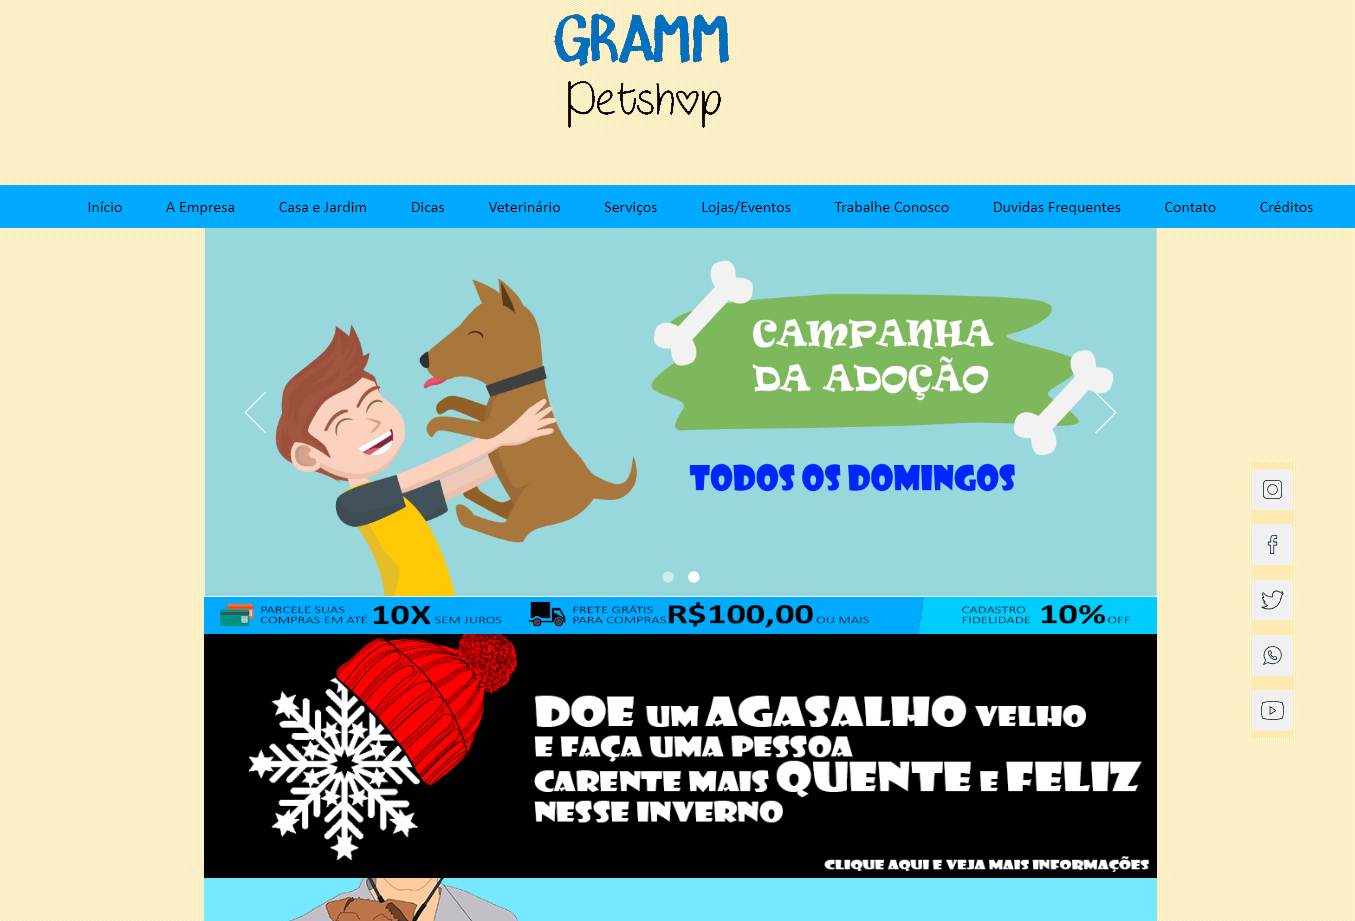 GRAMM
Petshop
Início A Empresa Casa e Jardim Dicas Veterinário Serviços Lojas/Eventos Trabalhe Conosco Duvidas Frequentes Contato Créditos
CAMPANHA
DA ADOÇÃO
TODOS OS DOMINGOS
PARCELE SUAS
COMPRAS EM ATÉ 10X SEM JUROS
FRETE GRÁTIS
PARA COMPRAS R$100,00 OU MAIS
CADASTRO
FIDELIDADE 10% OFF
DOE UM AGASALHO VELHO
E FAÇA UMA PESSOA
CARENTE MAIS QUENTE E FELIZ
NESSE INVERNO
CLIQUE AQUI E VEJA MAIS INFORMAÇÕES